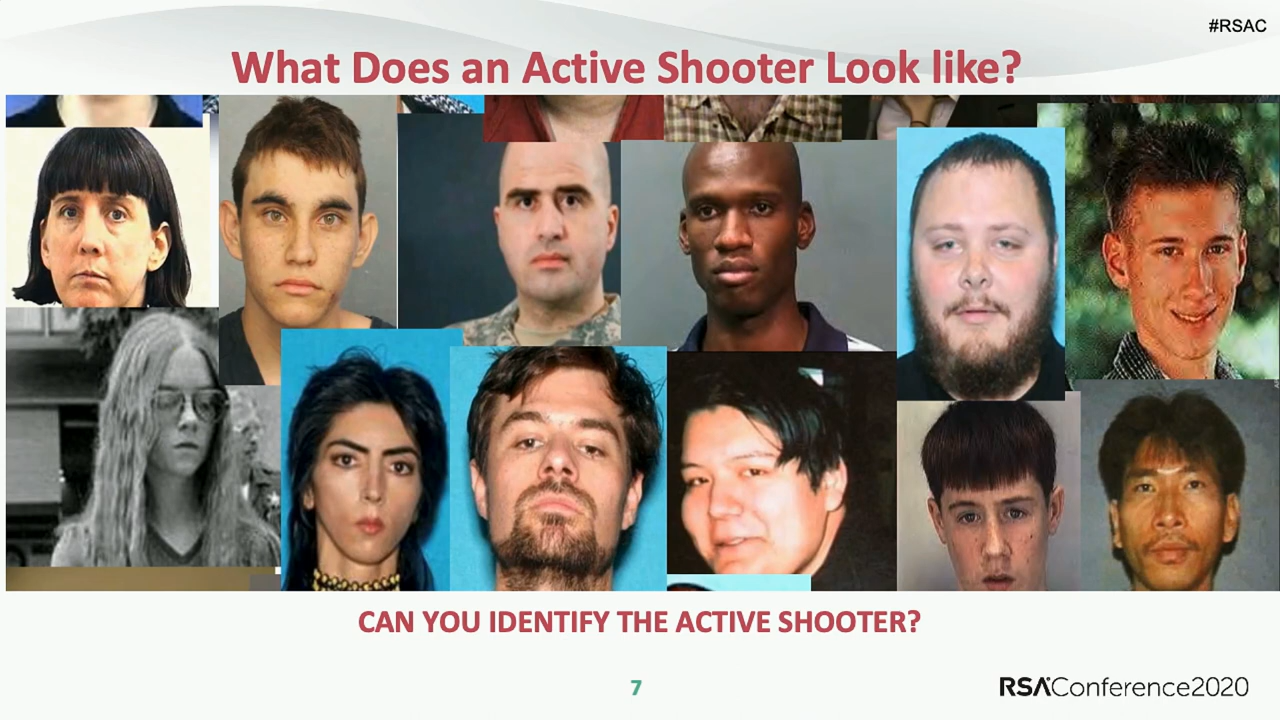 #RSAC
What Does an Active Shooter Look like?
CAN YOU IDENTIFY THE ACTIVE SHOOTER?
7
RSAConference2020